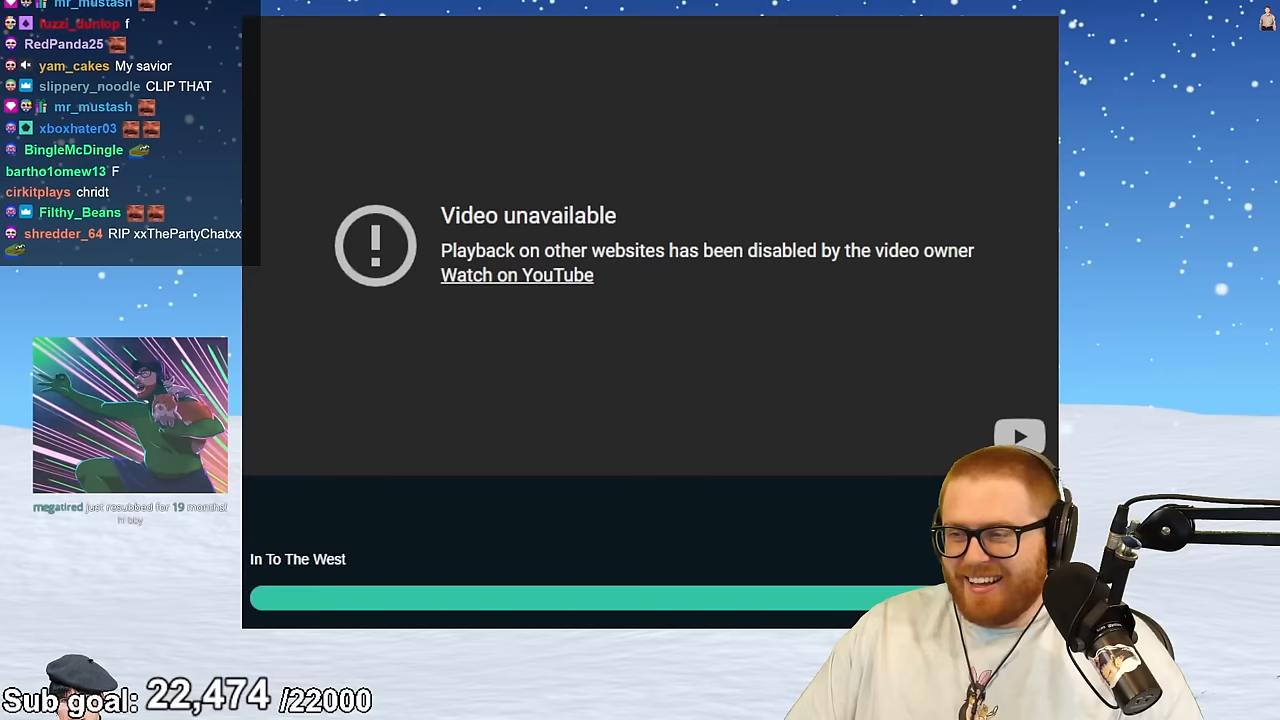 mr_mustash
fuzzi_dunlop f
RedPanda25
yam_cakes My savior
slippery_noodle CLIP THAT
mr_mustash
xboxhater03
BingleMcDingle
bartho1omew13 F
cirkitplays chridt
Filthy_Beans
shredder_64 RIP xxThePartyChatxx
Video unavailable
Playback on other websites has been disabled by the video owner
Watch on YouTube
megatired just resubbed for 19 months!
In To The West
Sub goal: 22,474 /22000